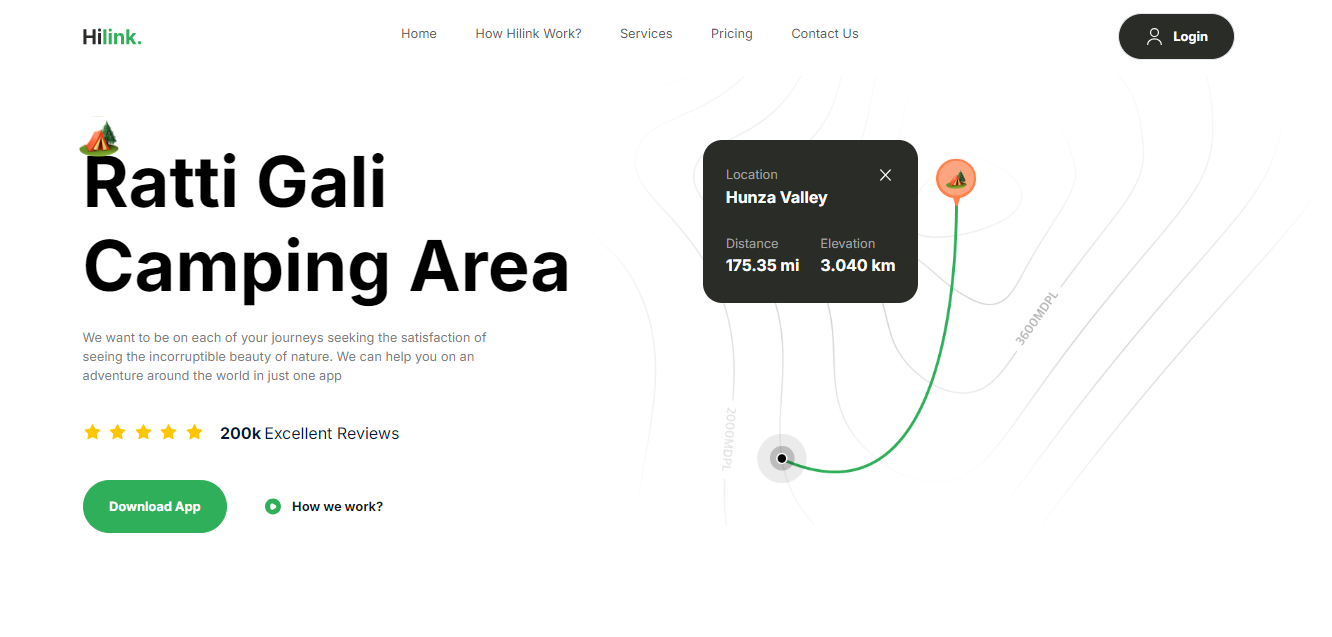 Hilink.
Home
How Hilink Work?
Services
Pricing
Contact Us
Login
Ratti Gali
Camping Area
We want to be on each of your journeys seeking the satisfaction of
seeing the incorruptible beauty of nature. We can help you on an
adventure around the world in just one app
200k Excellent Reviews
Download App
How we work?
Location
Hunza Valley
Distance
Elevation
175.35 mi
3.040 km
3600MDPL
2000MDPL